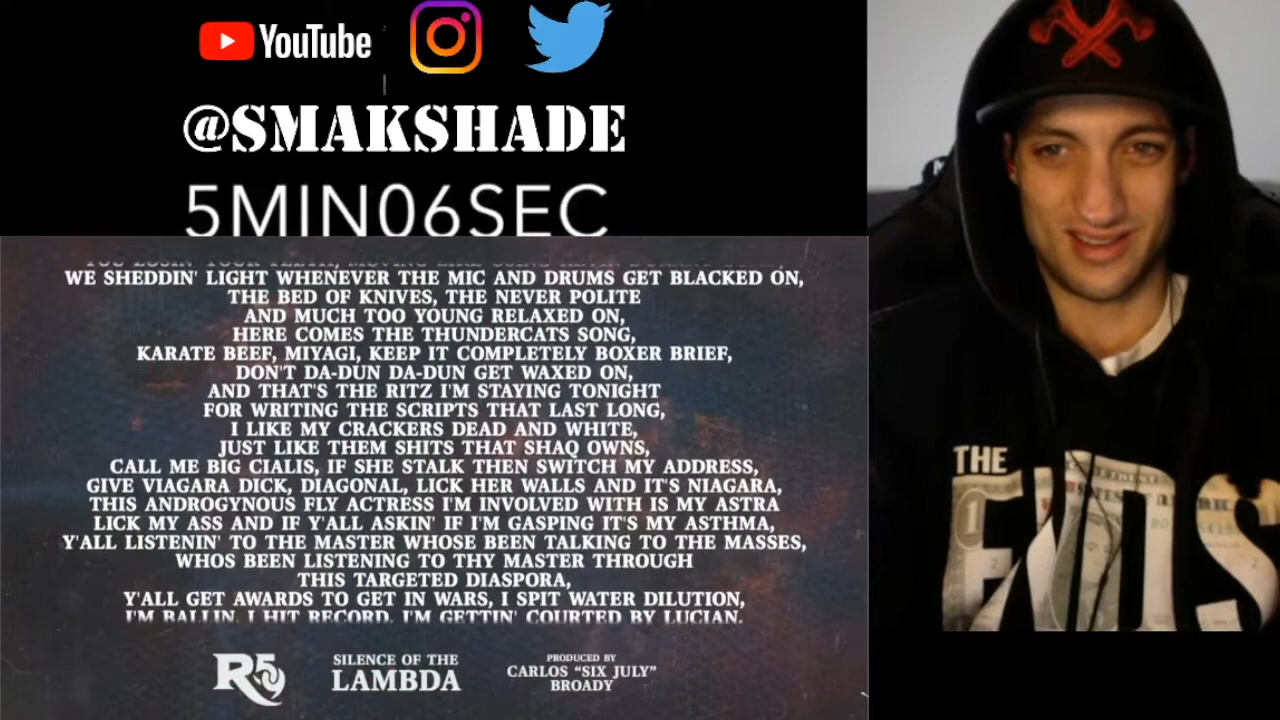 YouTube
@SMAKSHADE
5MIN06SEC
WE SHEDDIN' LIGHT WHENEVER THE MIC AND DRUMS GET BLACKED ON,
THE BED OF KNIVES, THE NEVER POLITE
AND MUCH TOO YOUNG RELAXED ON,
HERE COMES THE THUNDERCATS SONG,
KARATE BEEF, MIYAGI, KEEP IT COMPLETELY BOXER BRIEF,
DON'T DA-DUN DA-DUN GET WAXED ON,
AND THAT'S THE RITZ I'M STAYING TONIGHT
FOR WRITING THE SCRIPTS THAT LAST LONG,
I LIKE MY CRACKERS DEAD AND WHITE,
JUST LIKE THEM SHITS THAT SHAQ OWNS,
CALL ME BIG CIALIS, IF SHE STALK THEN SWITCH MY ADDRESS,
GIVE VIAGARA DICK, DIAGONAL, LICK HER WALLS AND IT'S NIAGARA,
THIS ANDROGYNOUS FLY ACTRESS I'M INVOLVED WITH IS MY ASTRA
LICK MY ASS AND IF Y'ALL ASKIN' IF I'M GASPING IT'S MY ASTHMA,
Y'ALL LISTENIN' TO THE MASTER WHOSE BEEN TALKING TO THE MASSES,
WHOS BEEN LISTENING TO THY MASTER THROUGH
THIS TARGETED DIASPORA,
Y'ALL GET AWARDS TO GET IN WARS, I SPIT WATER DILUTION,
I'M BALLIN, I HIT RECORD, I'M GETTIN' COURTED BY LUCIAN.
R5
SILENCE OF THE
LAMBDA
PRODUCED BY
CARLOS "SIX JULY"
BROADY
THE
ENDS